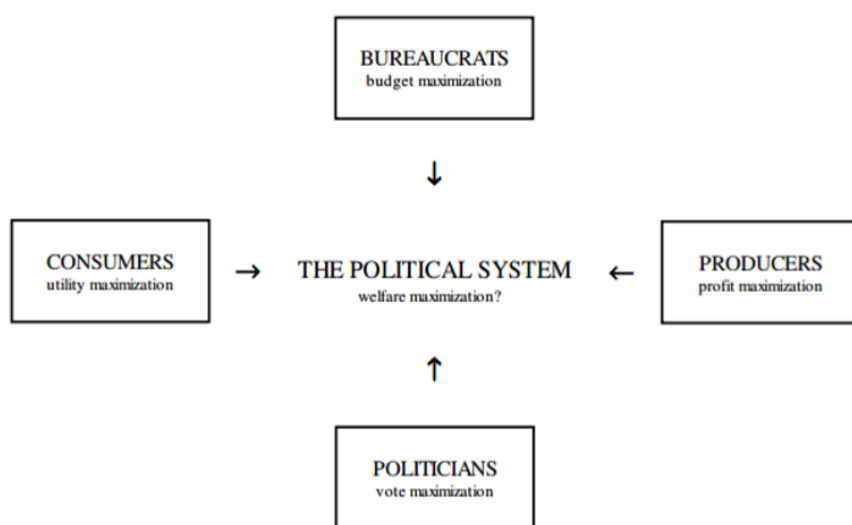 BUREAUCRATS
budget maximization
↓
CONSUMERS
utility maximization
→
THE POLITICAL SYSTEM
welfare maximization?
←
PRODUCERS
profit maximization
↑
POLITICIANS
vote maximization